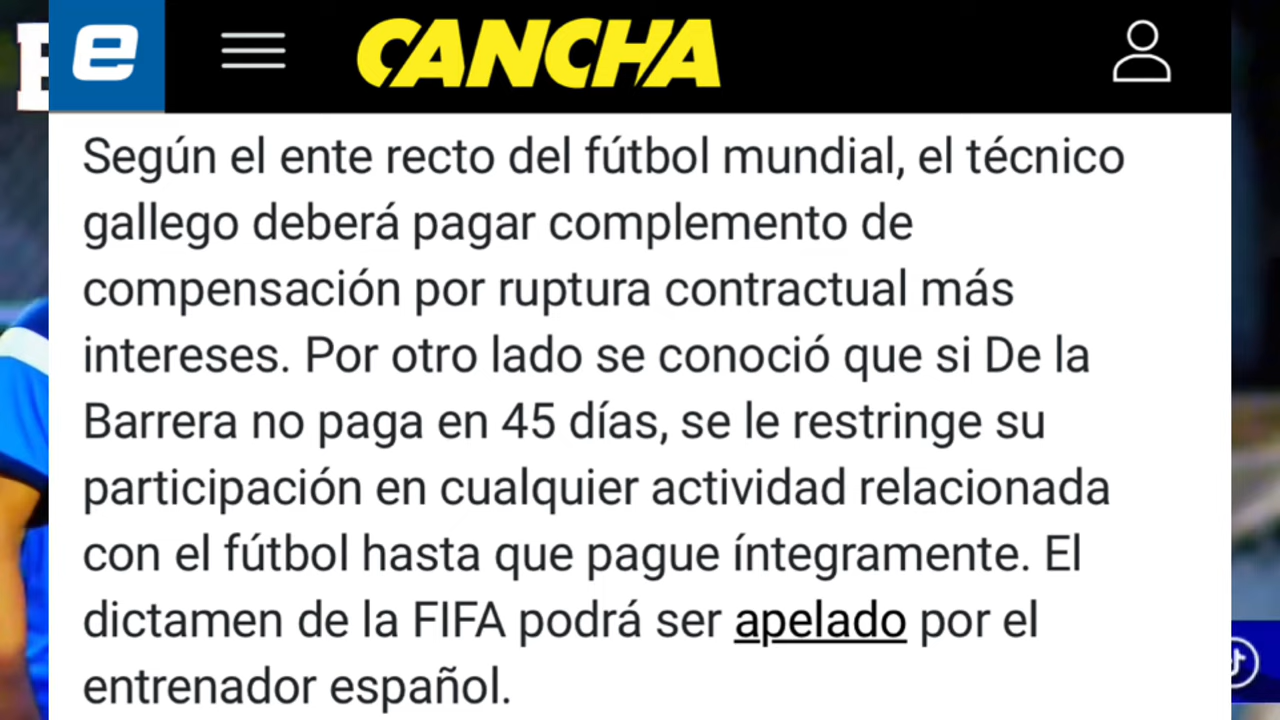 e
CANCHA
Según el ente recto del fútbol mundial, el técnico
gallego deberá pagar complemento de
compensación por ruptura contractual más
intereses. Por otro lado se conoció que si De la
Barrera no paga en 45 días, se le restringe su
participación en cualquier actividad relacionada
con el fútbol hasta que pague íntegramente. El
dictamen de la FIFA podrá ser apelado por el
entrenador español.